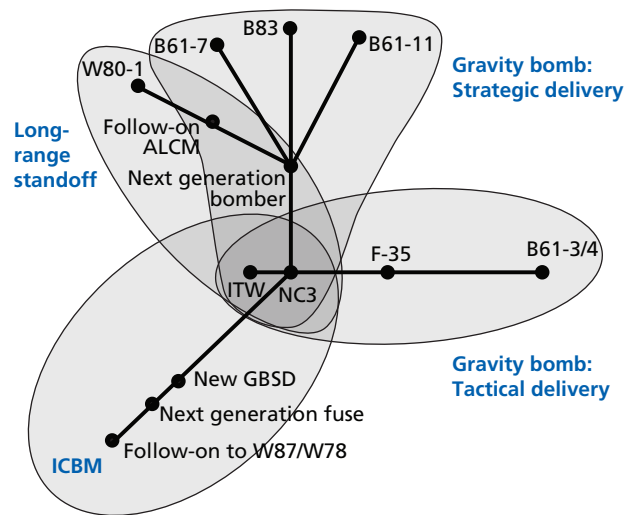 B83
B61-7
B61-11
W80-1
Gravity bomb:
Strategic delivery
Follow-on
ALCM
Long-
range
standoff
Next generation
bomber
F-35
B61-3/4
ITW
NC3
Gravity bomb:
Tactical delivery
New GBSD
Next generation fuse
Follow-on to W87/W78
ICBM